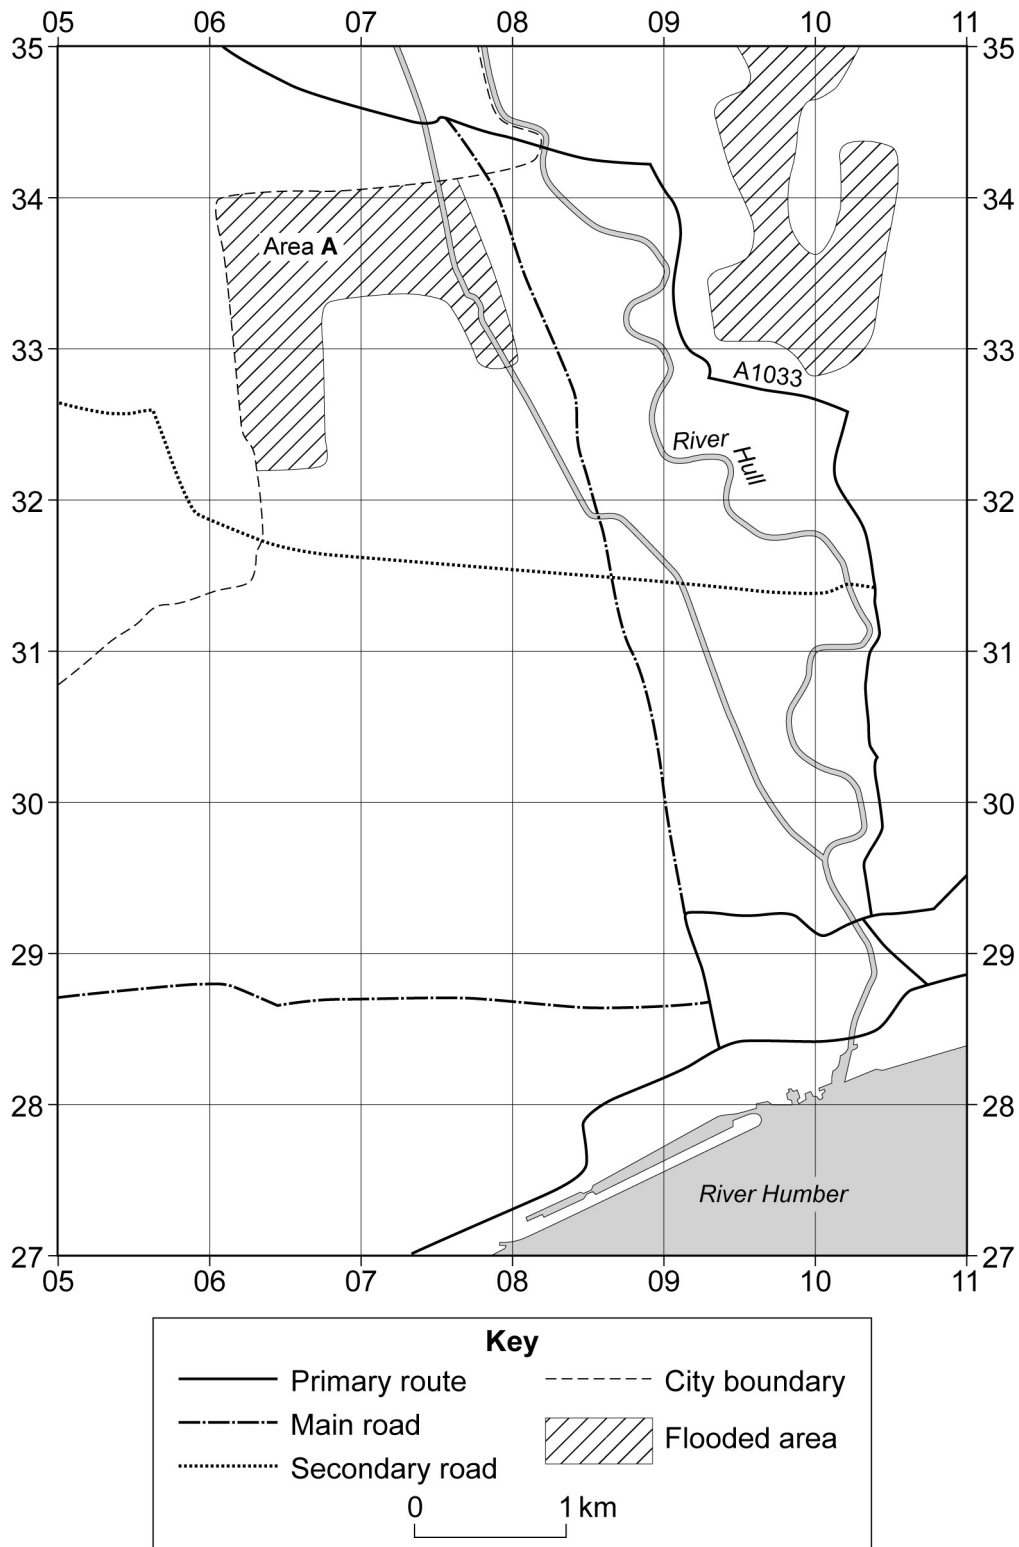 05 06 07 08 09 10 11
35 35
34 34
Area A
33 33
A1033
River
Hull
32 32
31 31
30 30
29 29
28 28
River Humber
27 27
05 06 07 08 09 10 11
Key
Primary route
City boundary
Main road
Flooded area
Secondary road
0 1 km